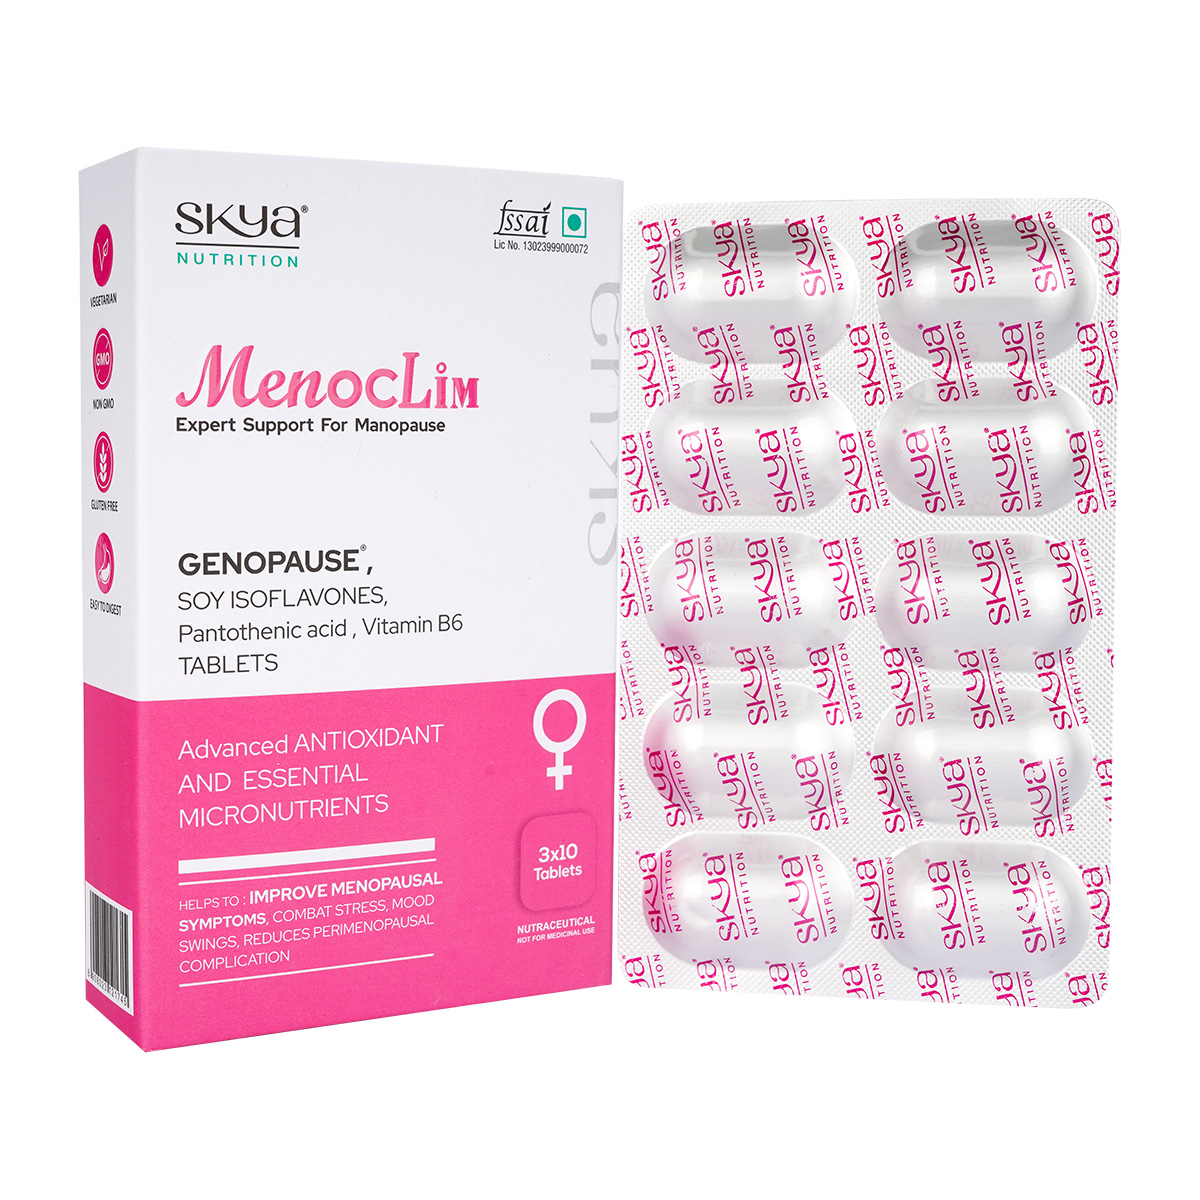 SKYa®
NUTRITION
fssai
Lic No. 13023999000072
VEGETARIAN
GMO
NON GMO
GLUTEN FREE
EASY TO DIGEST
MenocLiM
Expert Support For Manopause
GENOPAUSE®,
SOY ISOFLAVONES,
Pantothenic acid , Vitamin B6
TABLETS
Advanced ANTIOXIDANT
AND ESSENTIAL
MICRONUTRIENTS
3x10
Tablets
HELPS TO : IMPROVE MENOPAUSAL
SYMPTOMS, COMBAT STRESS, MOOD
SWINGS, REDUCES PERIMENOPAUSAL
COMPLICATION
NUTRACEUTICAL
NOT FOR MEDICINAL USE
SKYa®
NUTRITION